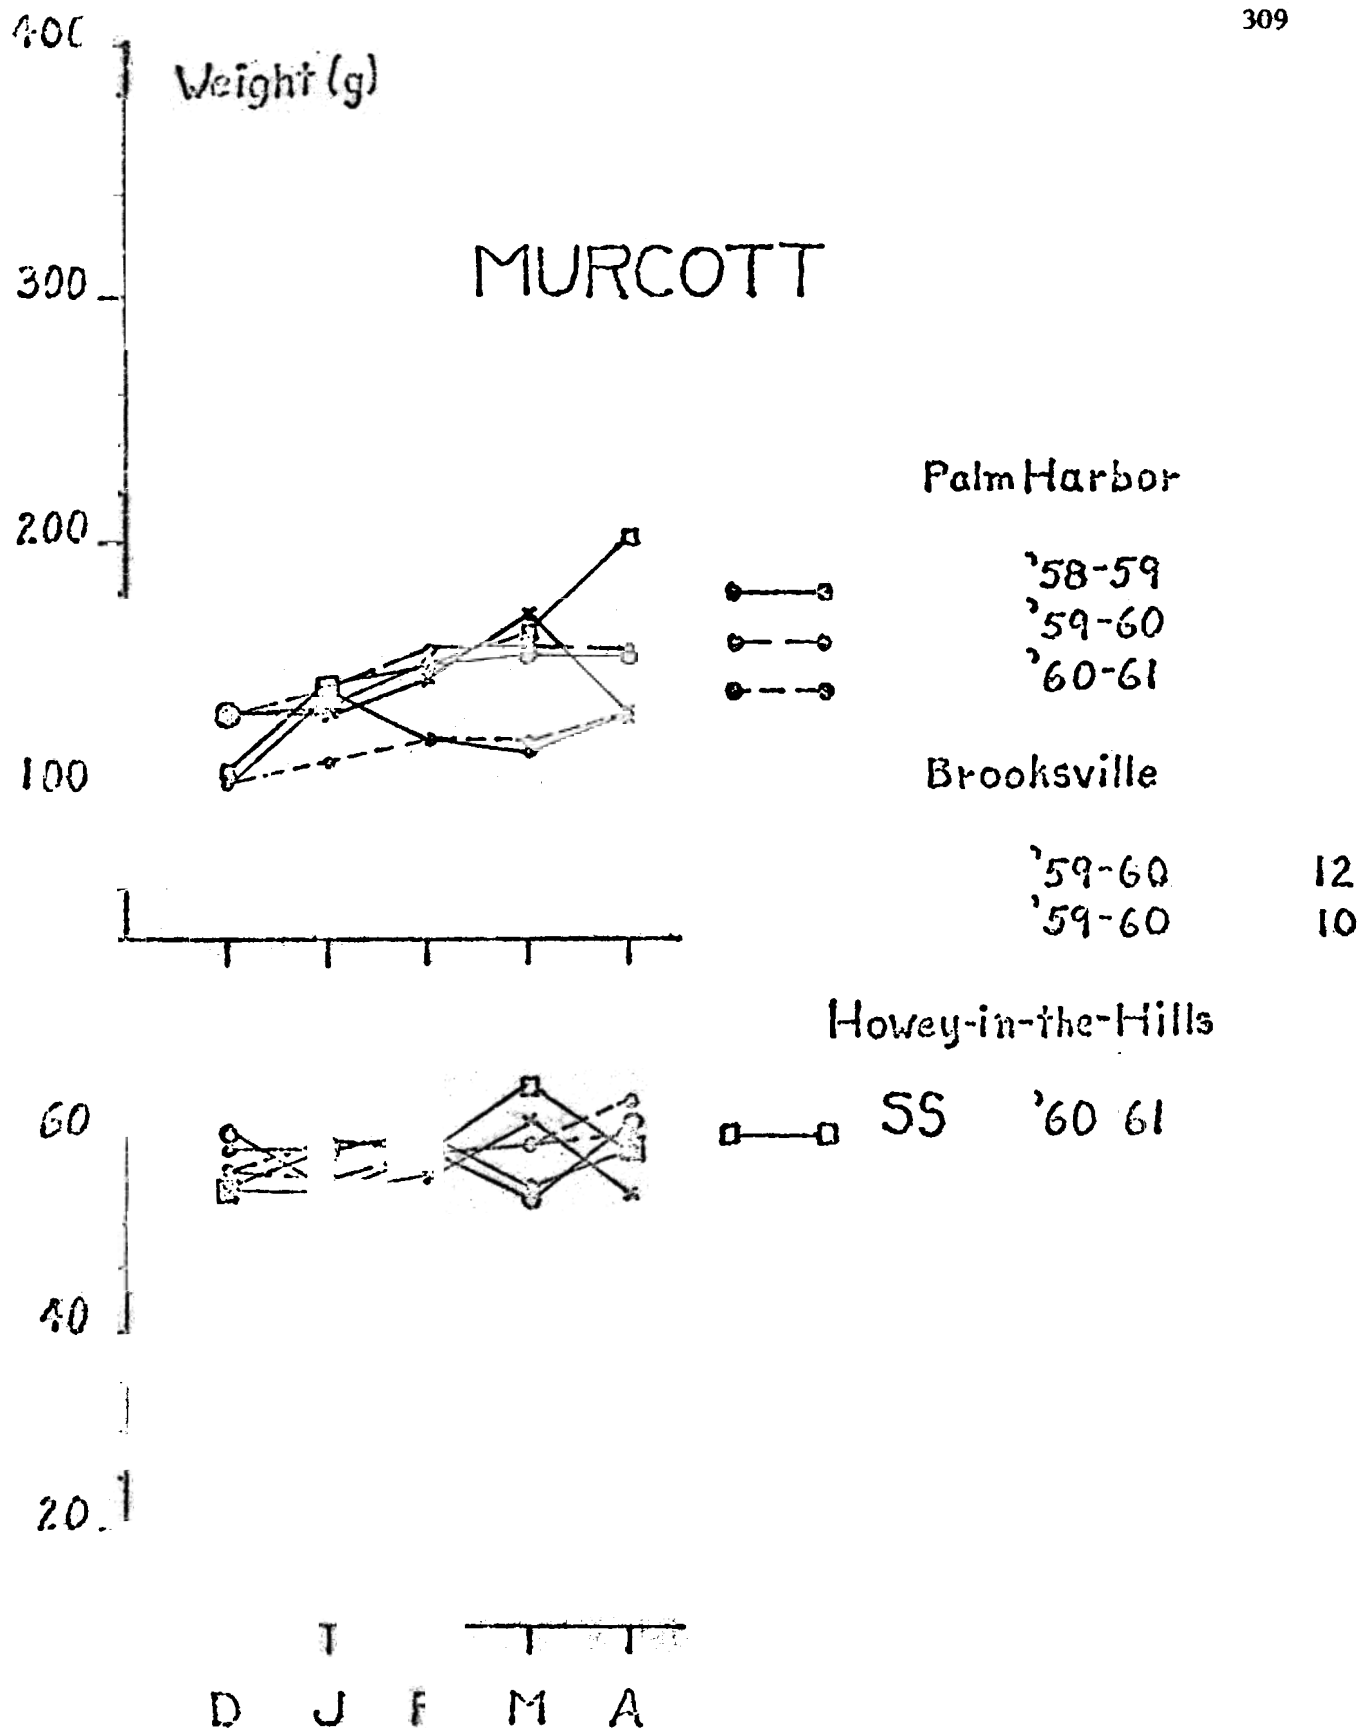 309
400
Weight (g)
MURCOTT
300
200
100
Palm Harbor
'58-59
'59-60
'60-61
Brooksville
'59-60 12
'59-60 10
Howey-in-the-Hills
SS '60 61
60
40
20
D J F M A